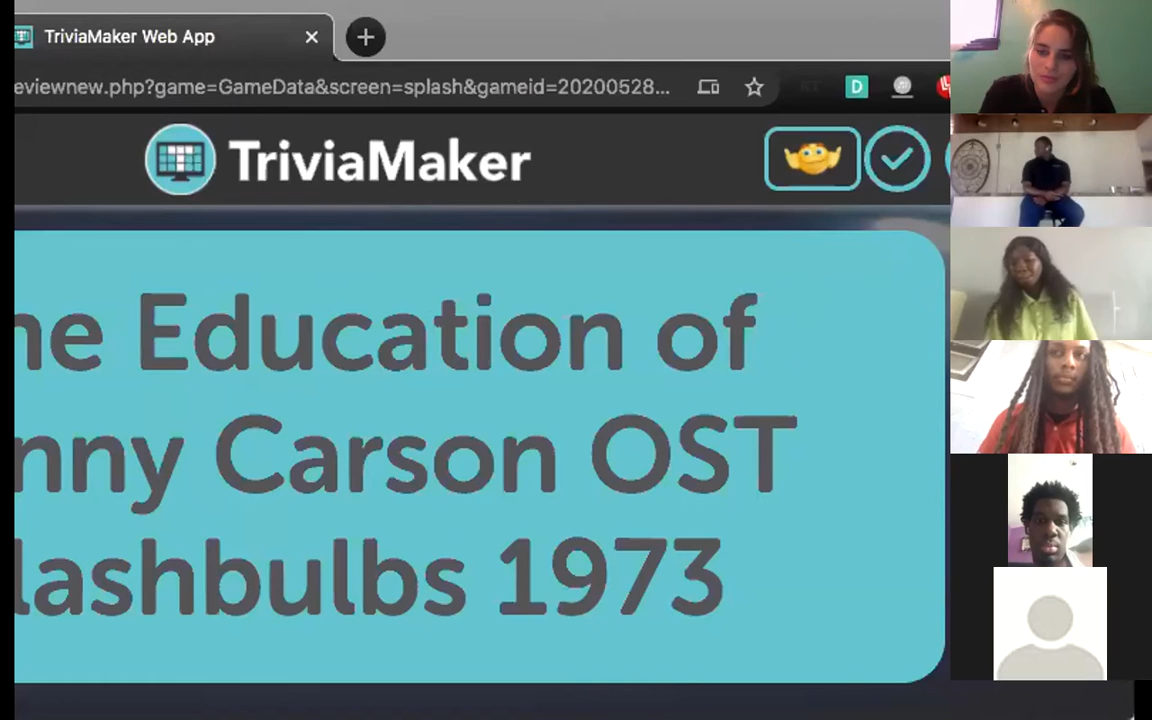 TriviaMaker Web App
eviewnew.php?game=GameData&screen=splash&gameid=20200528...
D
TriviaMaker
he Education of
nny Carson OST
lashbulbs 1973